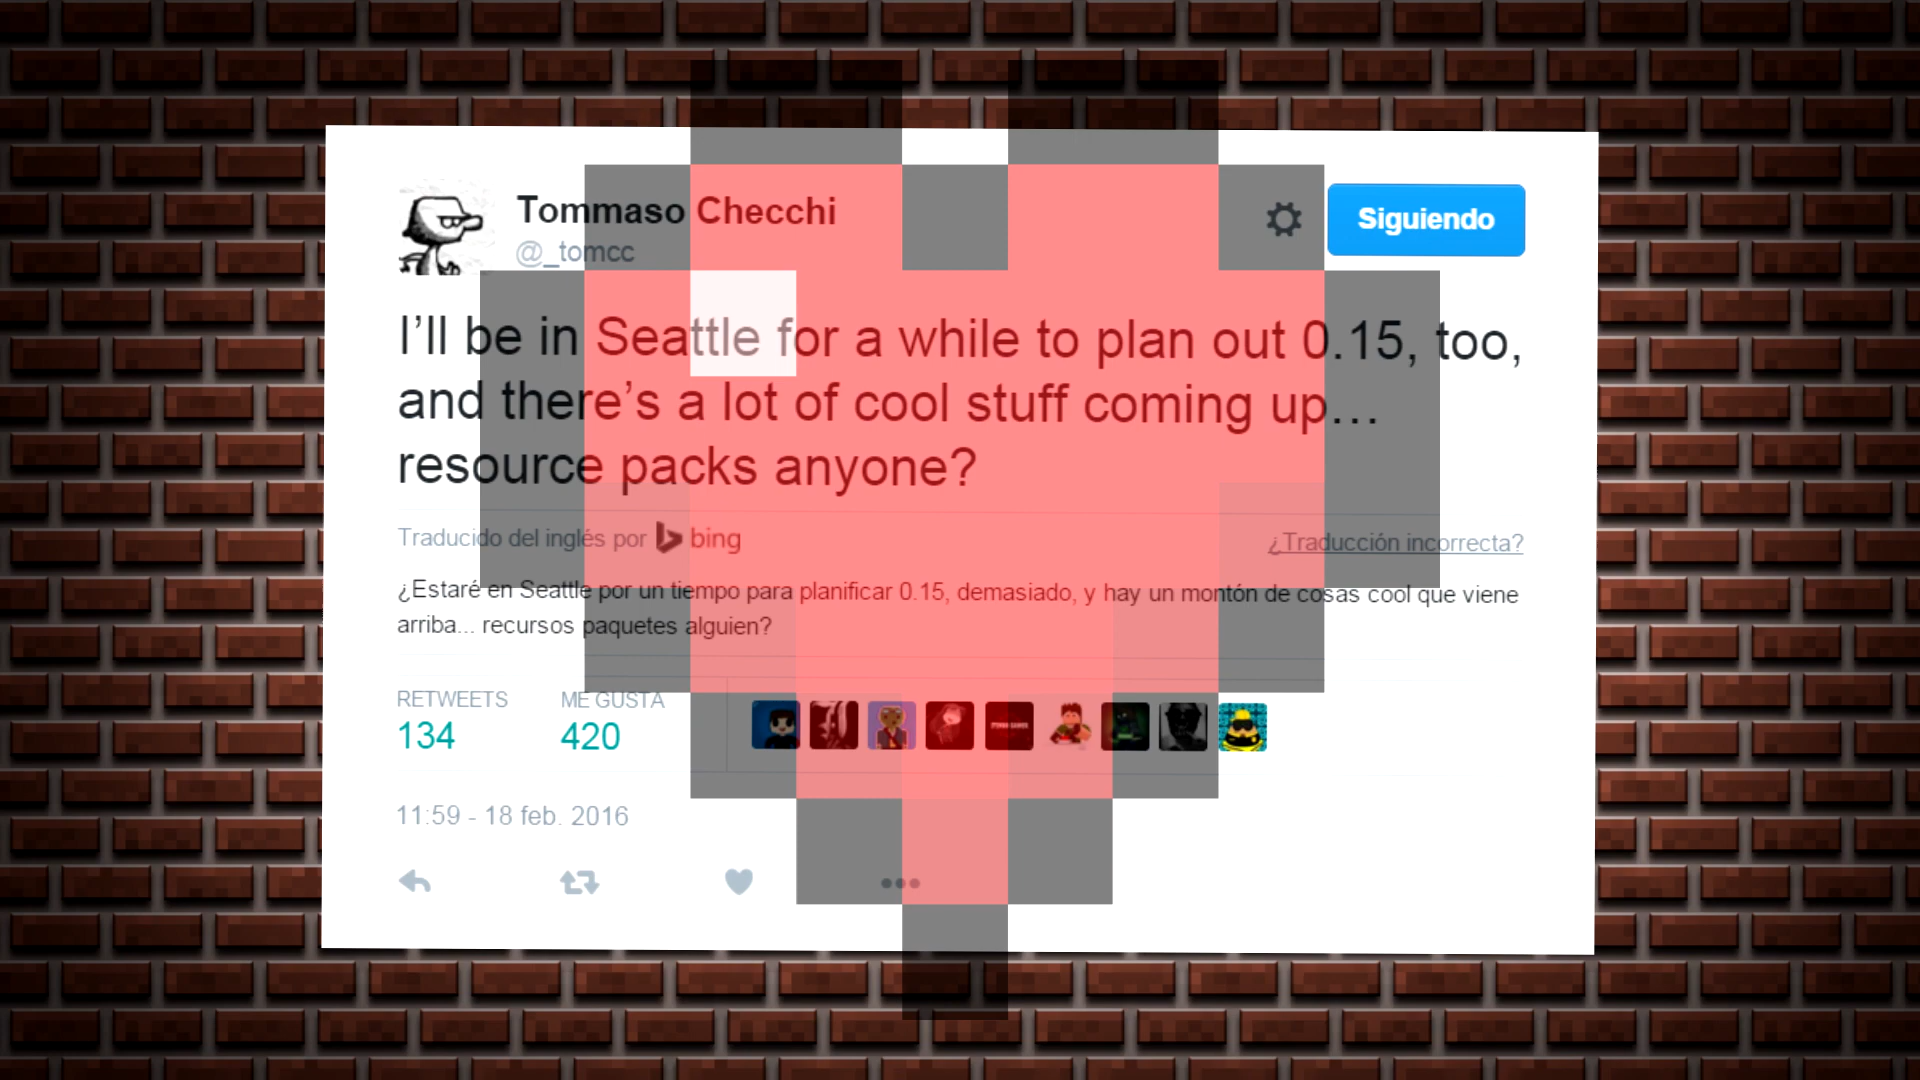 Tommaso Checchi
@_tomcc
Siguiendo
I’ll be in Seattle for a while to plan out 0.15, too,
and there’s a lot of cool stuff coming up...
resource packs anyone?
Traducido del inglés por bing
¿Traducción incorrecta?
¿Estaré en Seattle por un tiempo para planificar 0.15, demasiado, y hay un montón de cosas cool que viene
arriba... recursos paquetes alguien?
RETWEETS
134
ME GUSTA
420
11:59 - 18 feb. 2016